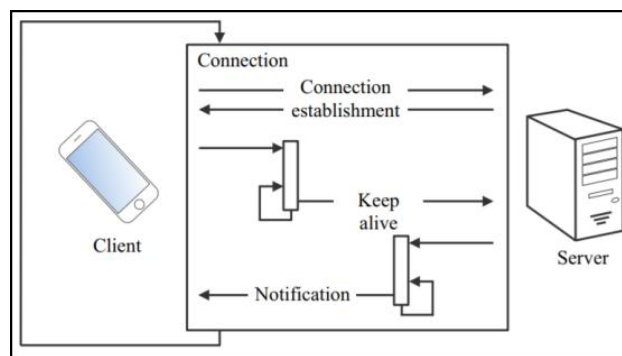 Connection
Connection
establishment
Keep
alive
Client
Server
Notification